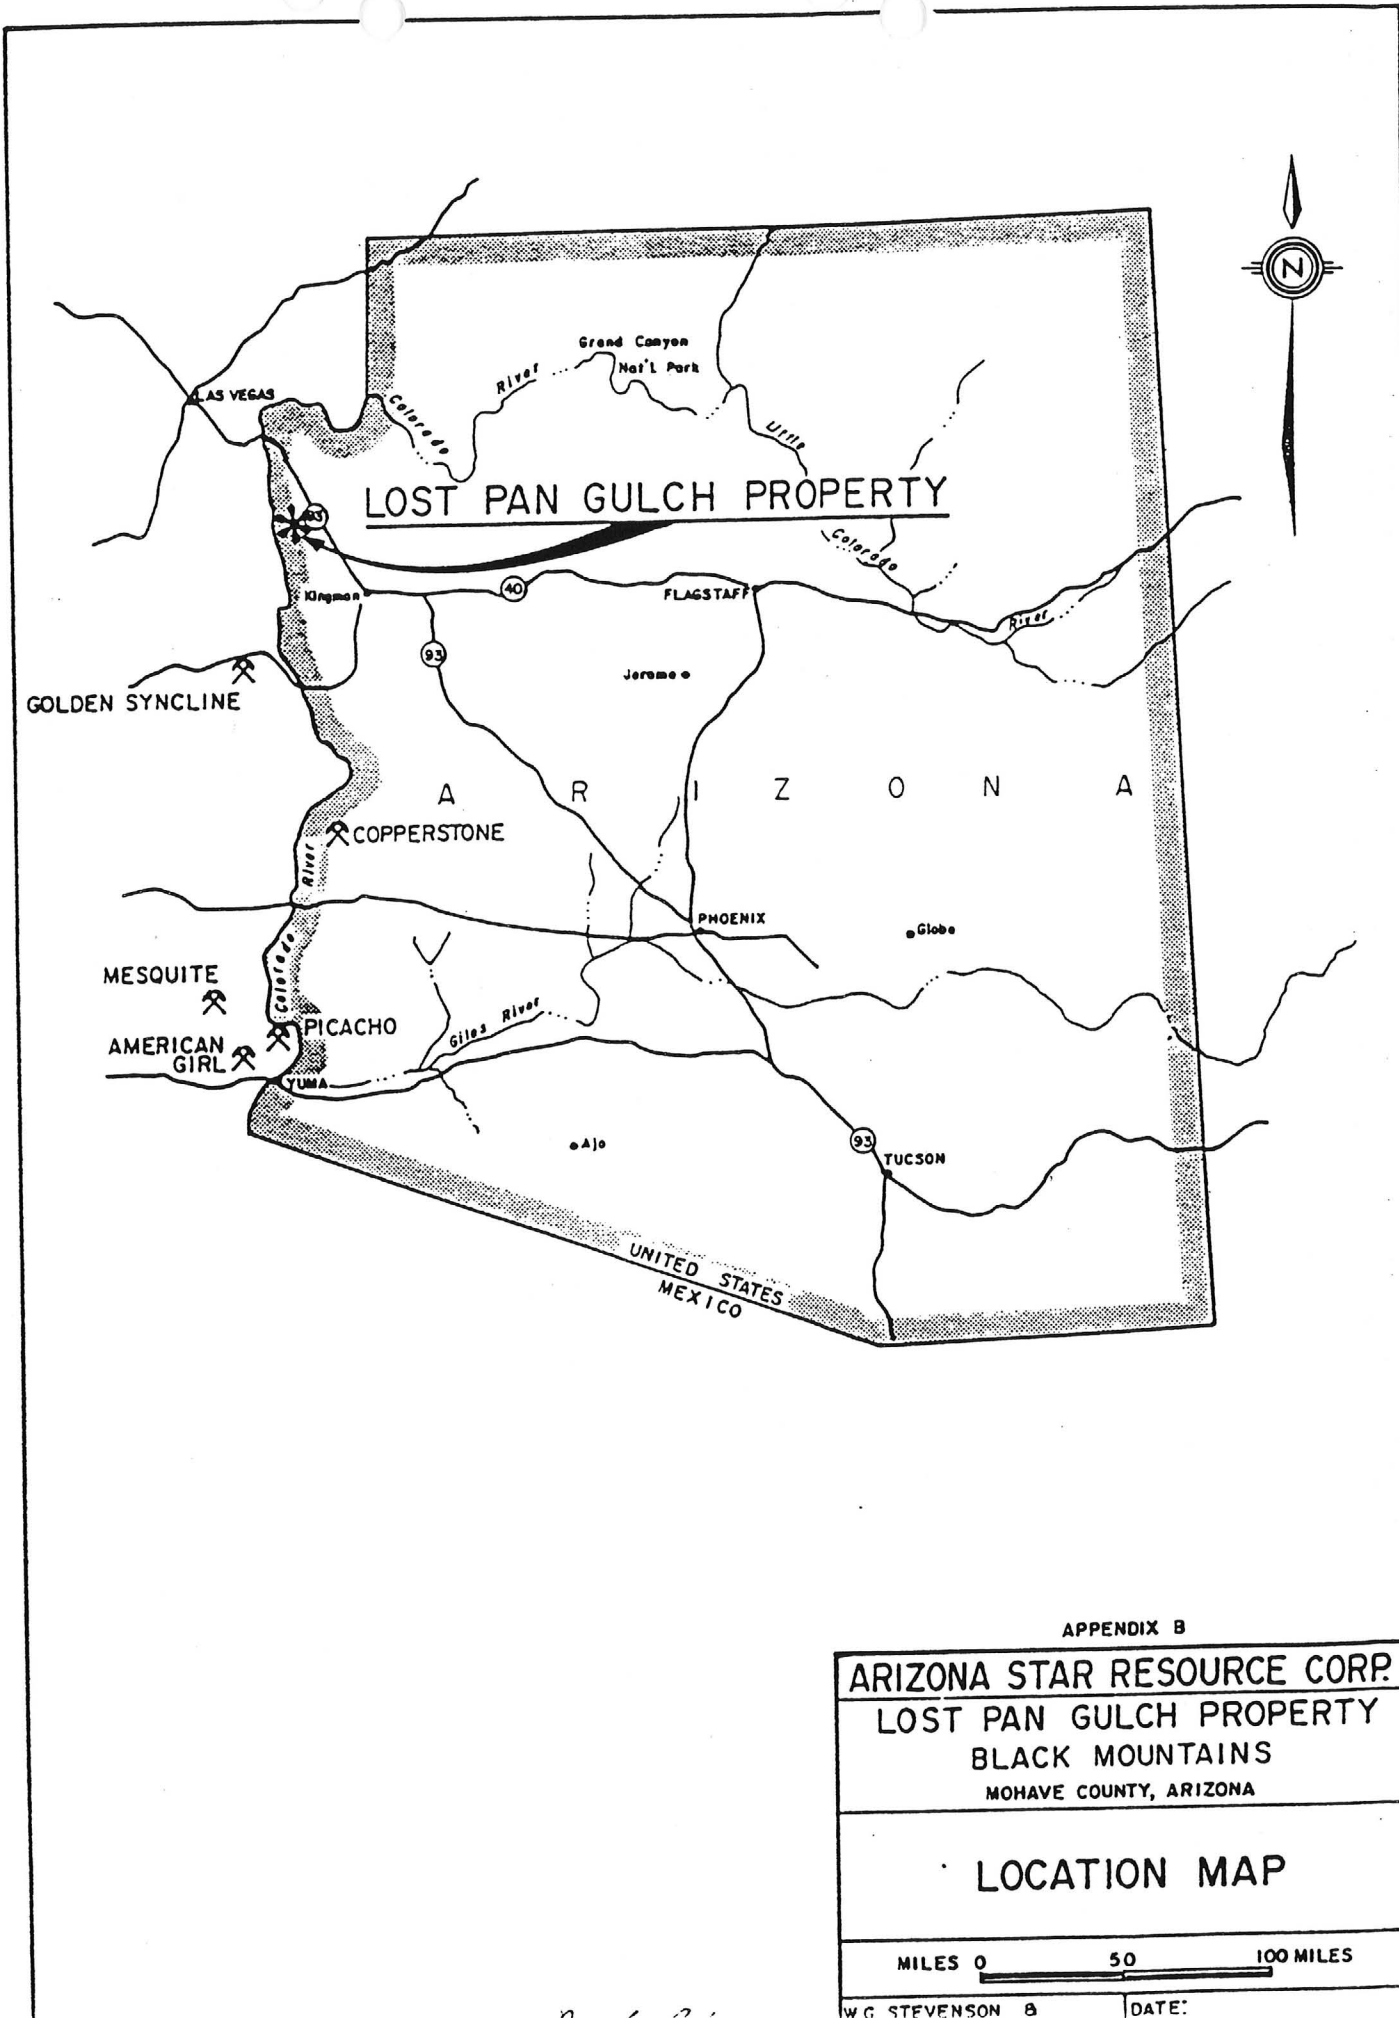 N
Grand Canyon
Nat'L Park
River
LAS VEGAS
Colorado
Little
LOST PAN GULCH PROPERTY
93
Colorado
Kingman
40
FLAGSTAFF
River
93
Jerome
GOLDEN SYNCLINE
A R I Z O N A
COPPERSTONE
River
PHOENIX
Globe
Colorado
MESQUITE
PICACHO
Gilas River
AMERICAN
GIRL
YUMA
Ajo
93
TUCSON
UNITED STATES
MEXICO
APPENDIX B
ARIZONA STAR RESOURCE CORP.
LOST PAN GULCH PROPERTY
BLACK MOUNTAINS
MOHAVE COUNTY, ARIZONA
LOCATION MAP
MILES 0 50 100 MILES
W G STEVENSON &
DATE: